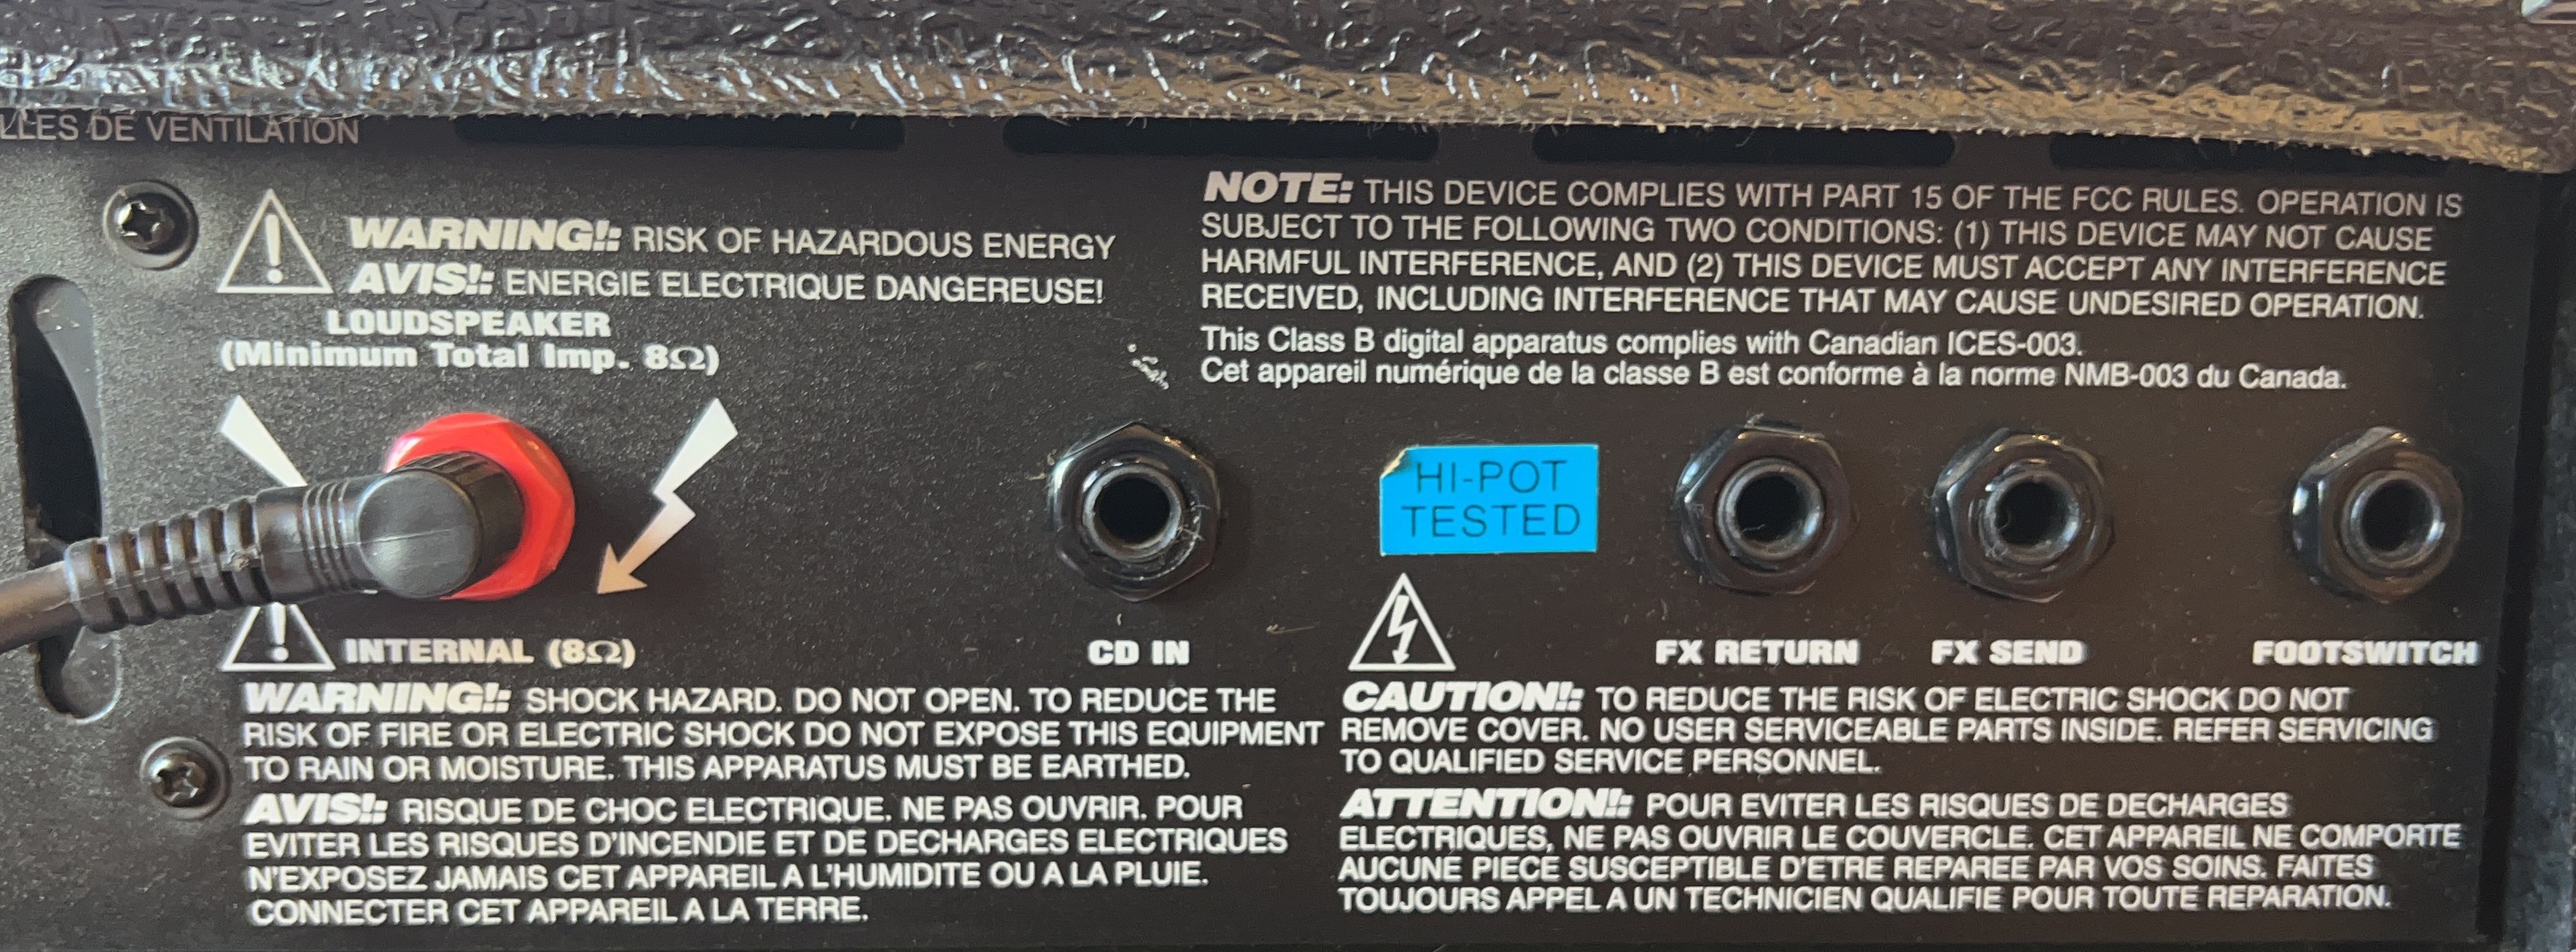 LLES DE VENTILATION
WARNING!: RISK OF HAZARDOUS ENERGY
AVIS!: ENERGIE ELECTRIQUE DANGEREUSE!
LOUDSPEAKER
(Minimum Total Imp. 8Ω)
INTERNAL (8Ω)
CD IN
NOTE: THIS DEVICE COMPLIES WITH PART 15 OF THE FCC RULES. OPERATION IS
SUBJECT TO THE FOLLOWING TWO CONDITIONS: (1) THIS DEVICE MAY NOT CAUSE
HARMFUL INTERFERENCE, AND (2) THIS DEVICE MUST ACCEPT ANY INTERFERENCE
RECEIVED, INCLUDING INTERFERENCE THAT MAY CAUSE UNDESIRED OPERATION.
This Class B digital apparatus complies with Canadian ICES-003.
Cet appareil numérique de la classe B est conforme à la norme NMB-003 du Canada.
HI-POT
TESTED
FX RETURN
FX SEND
FOOTSWITCH
WARNING!: SHOCK HAZARD. DO NOT OPEN. TO REDUCE THE
RISK OF FIRE OR ELECTRIC SHOCK DO NOT EXPOSE THIS EQUIPMENT
TO RAIN OR MOISTURE. THIS APPARATUS MUST BE EARTHED.
AVIS!: RISQUE DE CHOC ELECTRIQUE. NE PAS OUVRIR. POUR
EVITER LES RISQUES D'INCENDIE ET DE DECHARGES ELECTRIQUES
N'EXPOSEZ JAMAIS CET APPAREIL A L'HUMIDITE OU A LA PLUIE.
CONNECTER CET APPAREIL A LA TERRE.
CAUTION!: TO REDUCE THE RISK OF ELECTRIC SHOCK DO NOT
REMOVE COVER. NO USER SERVICEABLE PARTS INSIDE. REFER SERVICING
TO QUALIFIED SERVICE PERSONNEL.
ATTENTION!: POUR EVITER LES RISQUES DE DECHARGES
ELECTRIQUES, NE PAS OUVRIR LE COUVERCLE. CET APPAREIL NE COMPORTE
AUCUNE PIECE SUSCEPTIBLE D'ETRE REPAREE PAR VOS SOINS. FAITES
TOUJOURS APPEL A UN TECHNICIEN QUALIFIE POUR TOUTE REPARATION.